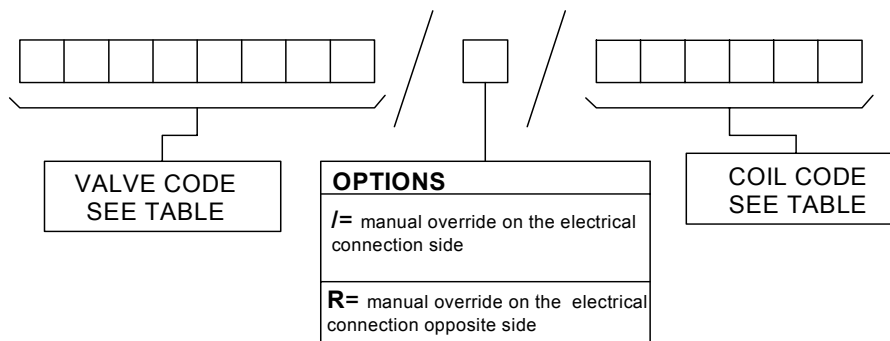 / /
VALVE CODE
SEE TABLE
OPTIONS
/= manual override on the electrical
connection side
R= manual override on the electrical
connection opposite side
COIL CODE
SEE TABLE